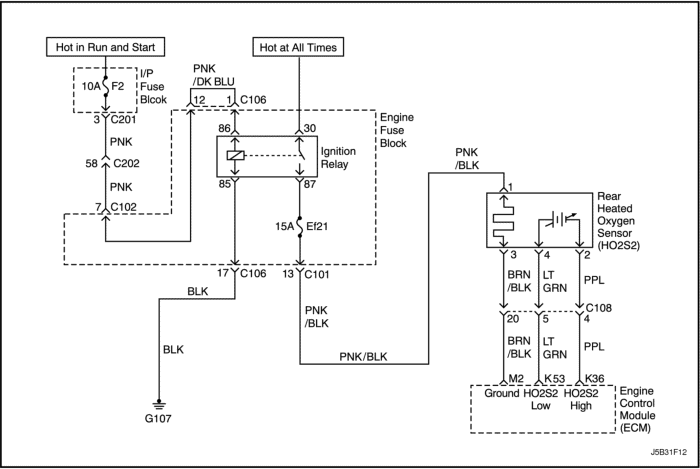 Hot in Run and Start
Hot at All Times
10A F2
I/P
Fuse
Blcok
3 C201
PNK
58 C202
PNK
7 C102
PNK
/DK BLU
12
1 C106
Engine
Fuse
Block
86
30
Ignition
Relay
85
87
15A Ef21
17 C106
13 C101
BLK
PNK
/BLK
BLK
G107
PNK/BLK
PNK
/BLK
1
Rear
Heated
Oxygen
Sensor
(HO2S2)
3
4
2
BRN
/BLK
LT
GRN
PPL
C108
20
5
4
BRN
/BLK
LT
GRN
PPL
M2
K53
K36
Ground
HO2S2
Low
HO2S2
High
Engine
Control
Module
(ECM)
J5B31F12